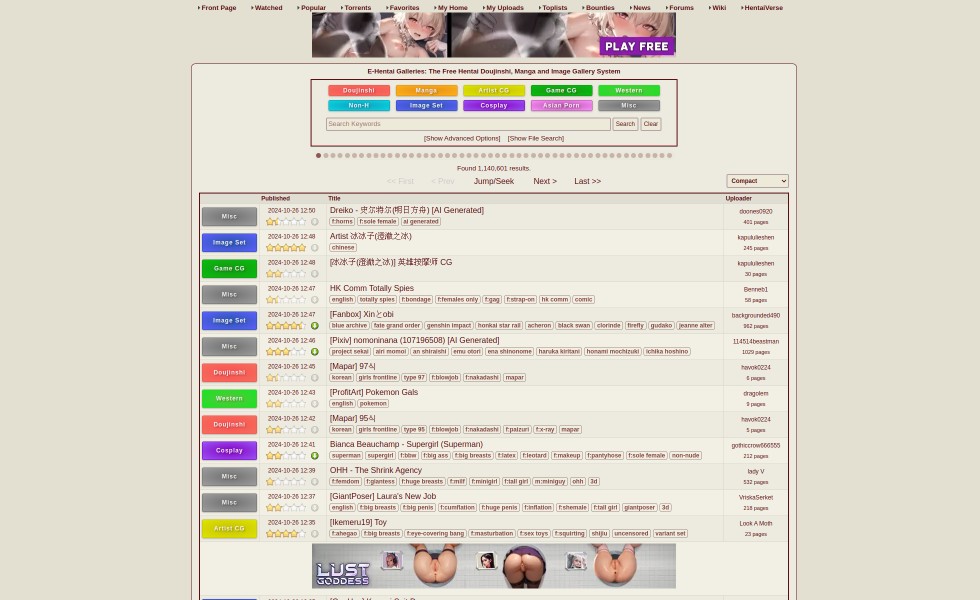 Front Page Watched Popular Torrents Favorites My Home My Uploads Toplists Bounties News Forums Wiki HentaiVerse
PLAY FREE
E-Hentai Galleries: The Free Hentai Doujinshi, Manga and Image Gallery System
Doujinshi Manga Artist CG Game CG Western
Non-H Image Set Cosplay Asian Porn Misc
Search Keywords Search Clear
[Show Advanced Options] [Show File Search]
Found 1,140,601 results.
<< First < Prev Jump/Seek Next > Last >> Compact
Published Title Uploader
Misc 2024-10-26 12:50 Dreiko - 史尔特尔(明日方舟) [AI Generated] doones0920
f:horns f:sole female ai generated 401 pages
Image Set 2024-10-26 12:48 Artist 冰冰子(澄澈之冰) kapululieshen
chinese 245 pages
Game CG 2024-10-26 12:48 [冰冰子(澄澈之冰)] 英雄按摩师 CG kapululieshen
30 pages
Misc 2024-10-26 12:47 HK Comm Totally Spies Benneb1
english totally spies f:bondage f:females only f:gag f:strap-on hk comm comic 58 pages
Image Set 2024-10-26 12:47 [Fanbox] Xinとobi backgrounded490
blue archive fate grand order genshin impact honkai star rail acheron black swan clorinde firefly gudako jeanne alter 962 pages
Misc 2024-10-26 12:46 [Pixiv] nomoninana (107196508) [AI Generated] 114514beastman
project sekai airi momoi an shiraishi emu otori ena shinonome haruka kiritani honami mochizuki ichika hoshino 1029 pages
Doujinshi 2024-10-26 12:45 [Mapar] 97식 havok0224
korean girls frontline type 97 f:blowjob f:nakadashi mapar 6 pages
Western 2024-10-26 12:43 [ProfitArt] Pokemon Gals dragolem
english pokemon 9 pages
Doujinshi 2024-10-26 12:42 [Mapar] 95식 havok0224
korean girls frontline type 95 f:blowjob f:nakadashi f:paizuri f:x-ray mapar 5 pages
Cosplay 2024-10-26 12:41 Bianca Beauchamp - Supergirl (Superman) gothiccrow666555
superman supergirl f:bbw f:big ass f:big breasts f:latex f:leotard f:makeup f:pantyhose f:sole female non-nude 212 pages
Misc 2024-10-26 12:39 OHH - The Shrink Agency lady V
f:femdom f:giantess f:huge breasts f:milf f:minigirl f:tall girl m:miniguy ohh 3d 532 pages
Misc 2024-10-26 12:37 [GiantPoser] Laura's New Job VriskaSerket
english f:big breasts f:big penis f:cumflation f:huge penis f:inflation f:shemale f:tall girl giantposer 3d 218 pages
Artist CG 2024-10-26 12:35 [Ikemeru19] Toy Look A Moth
f:ahegao f:big breasts f:eye-covering bang f:masturbation f:sex toys f:squirting shijiu uncensored variant set 23 pages
LUST GODDESS